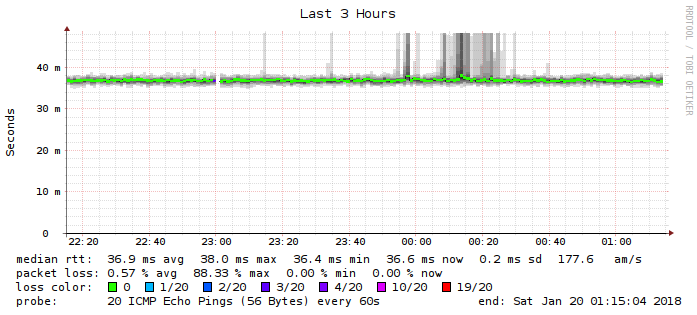 Last 3 Hours
RRDTOOL / TOBI OETIKER
Seconds
40 m
30 m
20 m
10 m
0
22:20 22:40 23:00 23:20 23:40 00:00 00:20 00:40 01:00
median rtt: 36.9 ms avg 38.0 ms max 36.4 ms min 36.6 ms now 0.2 ms sd 177.6 am/s
packet loss: 0.57 % avg 88.33 % max 0.00 % min 0.00 % now
loss color: 0 1/20 2/20 3/20 4/20 10/20 19/20
probe: 20 ICMP Echo Pings (56 Bytes) every 60s end: Sat Jan 20 01:15:04 2018